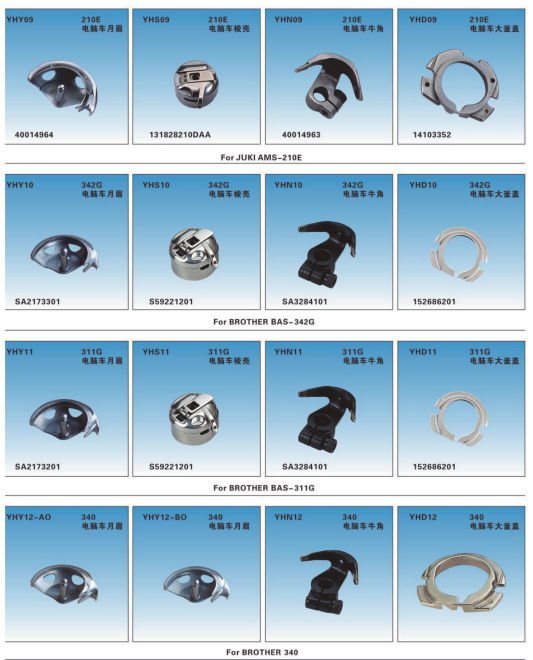 YHY09 210E
电脑车月眉
40014964
YHS09 210E
电脑车梭壳
131828210DAA
YHN09 210E
电脑车牛角
40014963
YHD09 210E
电脑车大釜盖
14103352
For JUKI AMS-210E
YHY10 342G
电脑车月眉
SA2173301
YHS10 342G
电脑车梭壳
S59221201
YHN10 342G
电脑车牛角
SA3284101
YHD10 342G
电脑车大釜盖
152686201
For BROTHER BAS-342G
YHY11 311G
电脑车月眉
SA2173201
YHS11 311G
电脑车梭壳
S59221201
YHN11 311G
电脑车牛角
SA3284101
YHD11 311G
电脑车大釜盖
152686201
For BROTHER BAS-311G
YHY12-AO 340
电脑车月眉
YHY12-BO 340
电脑车月眉
YHN12 340
电脑车牛角
YHD12 340
电脑车大釜盖
For BROTHER 340